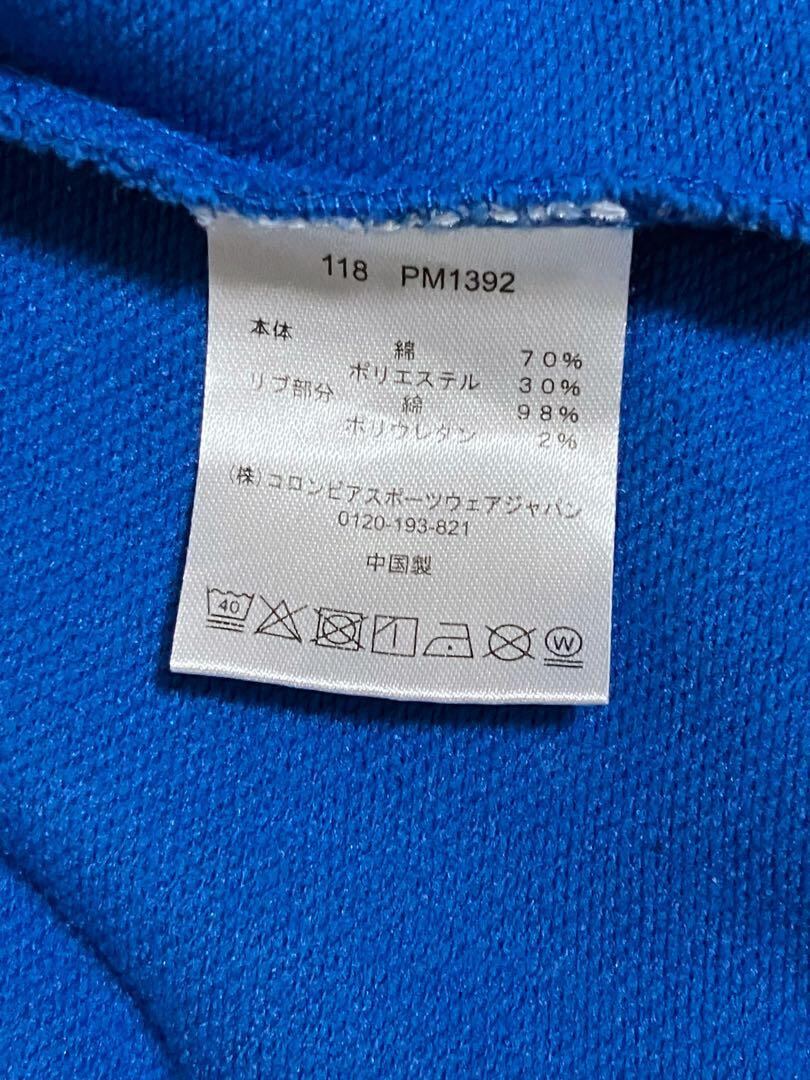 118 PM1392
本体
綿 70%
ポリエステル 30%
リブ部分 綿 98%
ポリウレタン 2%
(株)コロンビアスポーツウェアジャパン
0120-193-821
中国製
40 W